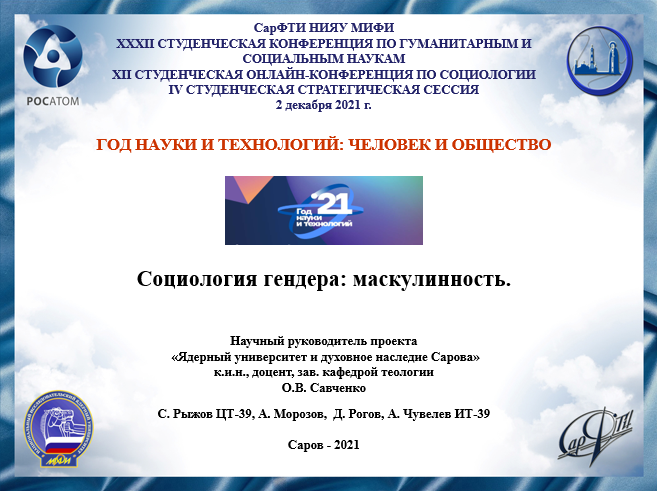 СарФТИ НИЯУ МИФИ
XXXII СТУДЕНЧЕСКАЯ КОНФЕРЕНЦИЯ ПО ГУМАНИТАРНЫМ И
СОЦИАЛЬНЫМ НАУКАМ
XII СТУДЕНЧЕСКАЯ ОНЛАЙН-КОНФЕРЕНЦИЯ ПО СОЦИОЛОГИИ
IV СТУДЕНЧЕСКАЯ СТРАТЕГИЧЕСКАЯ СЕССИЯ
2 декабря 2021 г.
РОСАТОМ
ГОД НАУКИ И ТЕХНОЛОГИЙ: ЧЕЛОВЕК И ОБЩЕСТВО
'21
Год
науки
и технологий
Социология гендера: маскулинность.
Научный руководитель проекта
«Ядерный университет и духовное наследие Сарова»
к.и.н., доцент, зав. кафедрой теологии
О.В. Савченко
С. Рыжов ЦТ-39, А. Морозов,  Д. Рогов, А. Чувелев ИТ-39
Саров - 2021
МИФИ
СарФТИ